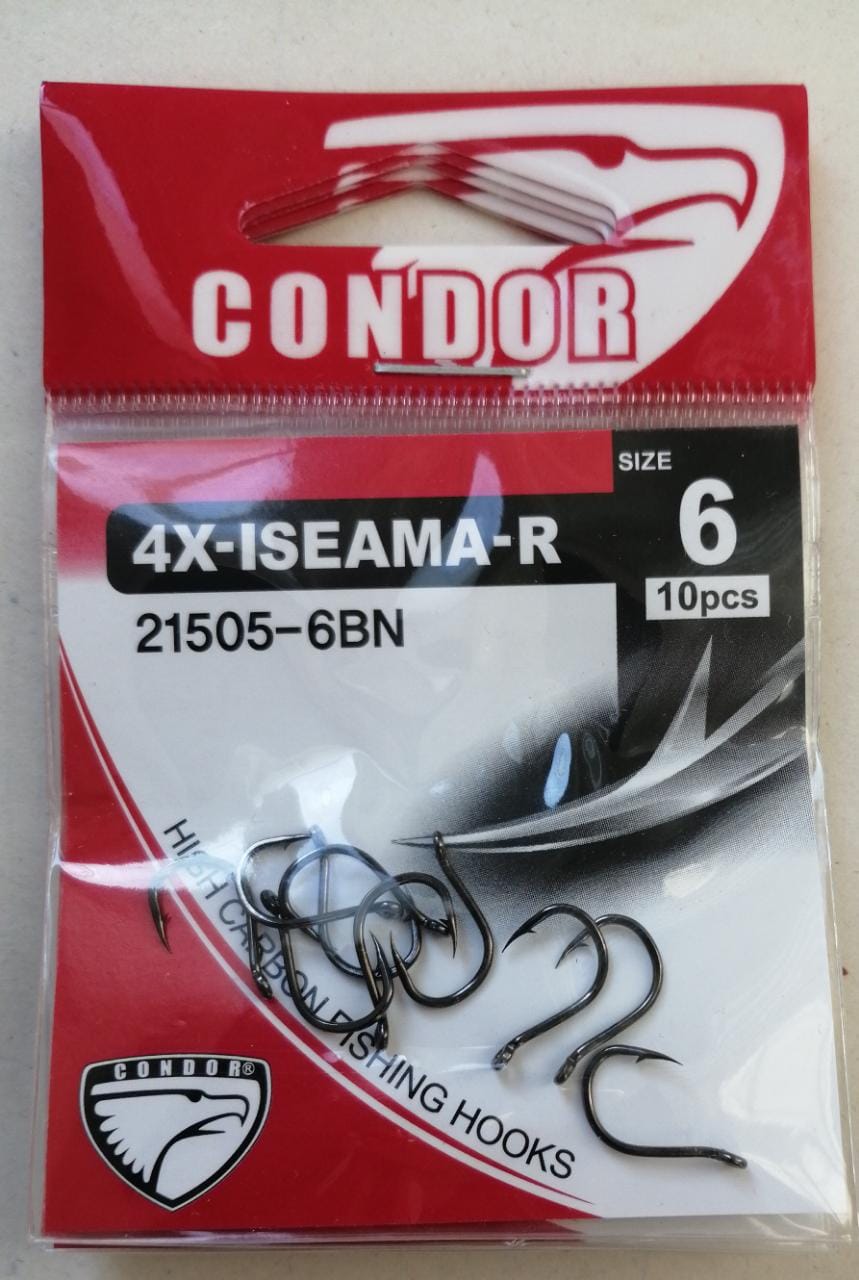 CONDOR
SIZE
6
10pcs
4X-ISEAMA-R
21505-6BN
HIGH CARBON FISHING HOOKS
CONDOR®